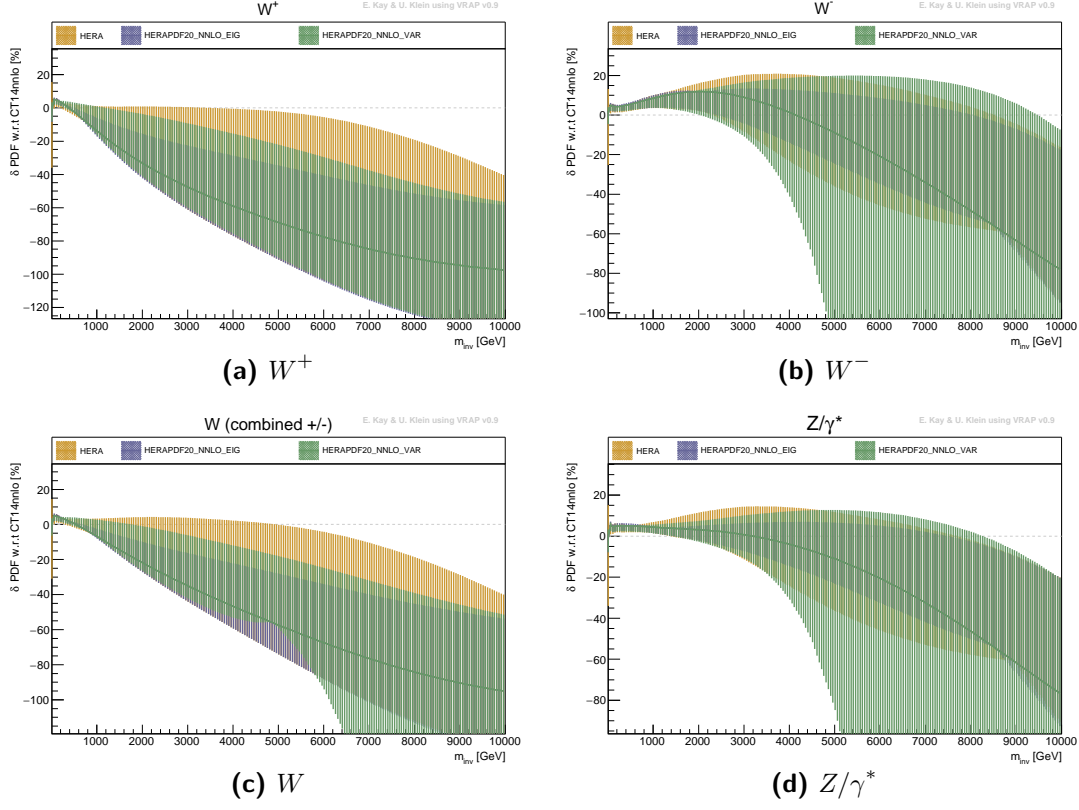 W⁺
E. Kay & U. Klein using VRAP v0.9
HERA HERAPDF20_NNLO_EIG HERAPDF20_NNLO_VAR
δ PDF w.r.t CT14nnlo [%]
20
0
−20
−40
−60
−80
−100
−120
1000 2000 3000 4000 5000 6000 7000 8000 9000 10000
m_inv [GeV]
(a) W⁺
W⁻
E. Kay & U. Klein using VRAP v0.9
HERA HERAPDF20_NNLO_EIG HERAPDF20_NNLO_VAR
δ PDF w.r.t CT14nnlo [%]
20
0
−20
−40
−60
−80
−100
1000 2000 3000 4000 5000 6000 7000 8000 9000 10000
m_inv [GeV]
(b) W⁻
W (combined +/-)
E. Kay & U. Klein using VRAP v0.9
HERA HERAPDF20_NNLO_EIG HERAPDF20_NNLO_VAR
δ PDF w.r.t CT14nnlo [%]
20
0
−20
−40
−60
−80
−100
1000 2000 3000 4000 5000 6000 7000 8000 9000 10000
m_inv [GeV]
(c) W
Z/γ*
E. Kay & U. Klein using VRAP v0.9
HERA HERAPDF20_NNLO_EIG HERAPDF20_NNLO_VAR
δ PDF w.r.t CT14nnlo [%]
20
0
−20
−40
−60
−80
1000 2000 3000 4000 5000 6000 7000 8000 9000 10000
m_inv [GeV]
(d) Z/γ*